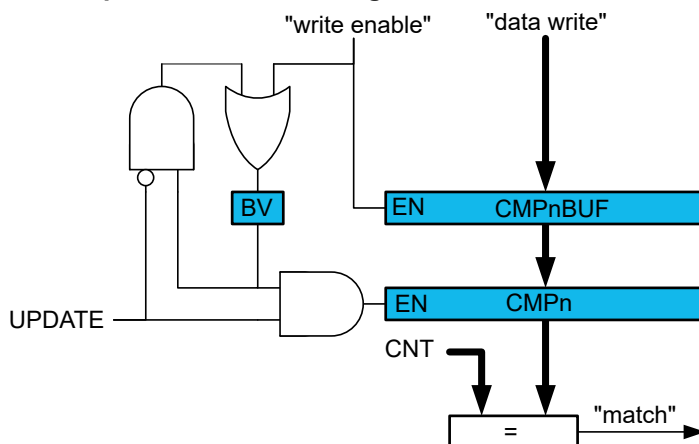 "write enable" "data write"
BV
EN CMPnBUF
EN CMPn
UPDATE
CNT
=
"match"